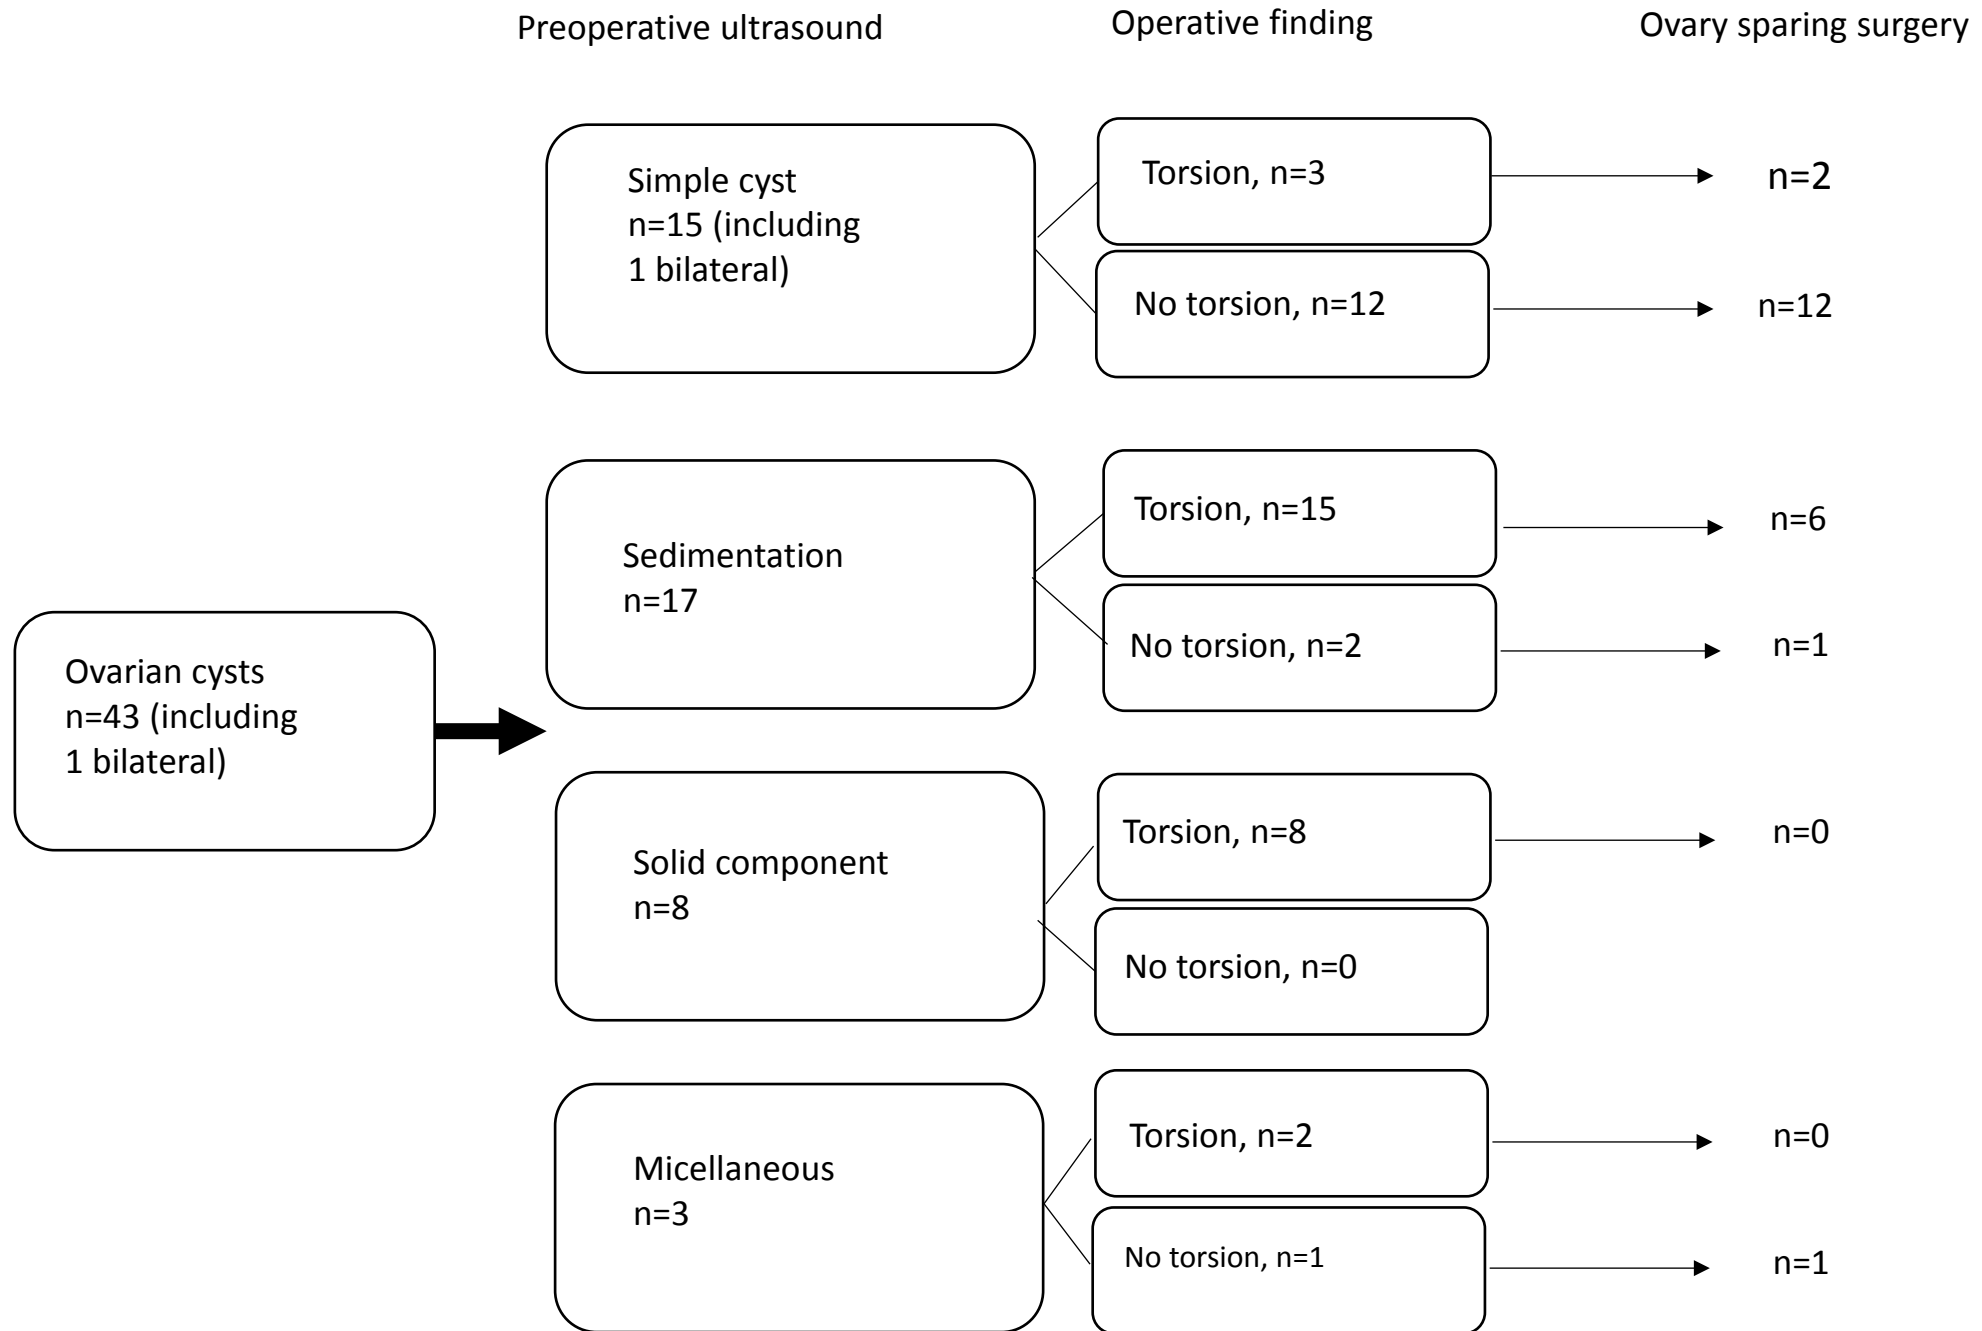 Preoperative ultrasound
Operative finding
Ovary sparing surgery
Ovarian cysts
n=43 (including
1 bilateral)
Simple cyst
n=15 (including
1 bilateral)
Torsion, n=3
n=2
No torsion, n=12
n=12
Sedimentation
n=17
Torsion, n=15
n=6
No torsion, n=2
n=1
Solid component
n=8
Torsion, n=8
n=0
No torsion, n=0
Micellaneous
n=3
Torsion, n=2
n=0
No torsion, n=1
n=1